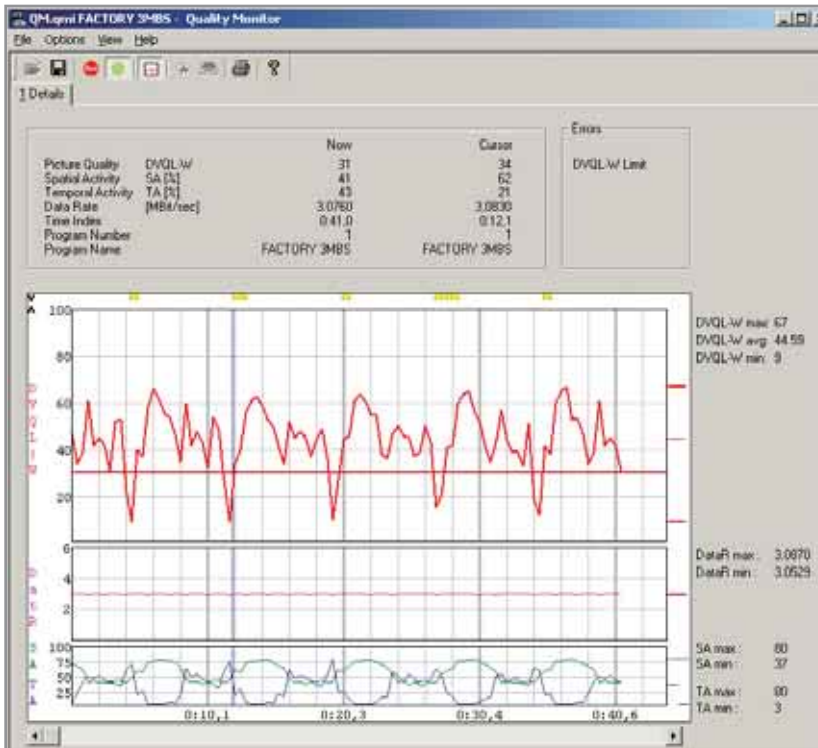 QM.qmi FACTORY 3MBS - Quality Monitor
File Options View Help
1 Details
Now Cursor
Picture Quality DVQL-W 31 34
Spatial Activity SA [%] 41 62
Temporal Activity TA [%] 43 21
Data Rate [MBit/sec] 3.0760 3.0830
Time Index 0:41,0 0:12,1
Program Number 1 1
Program Name FACTORY 3MBS FACTORY 3MBS
Errors
DVQL-W Limit
100
80
60
40
20
DVQL-W max: 67
DVQL-W avg: 44.59
DVQL-W min: 9
6
4
2
DataR max: 3.0870
DataR min: 3.0529
100
75
50
25
SA max: 80
SA min: 37
TA max: 80
TA min: 3
0:10,1 0:20,3 0:30,4 0:40,6